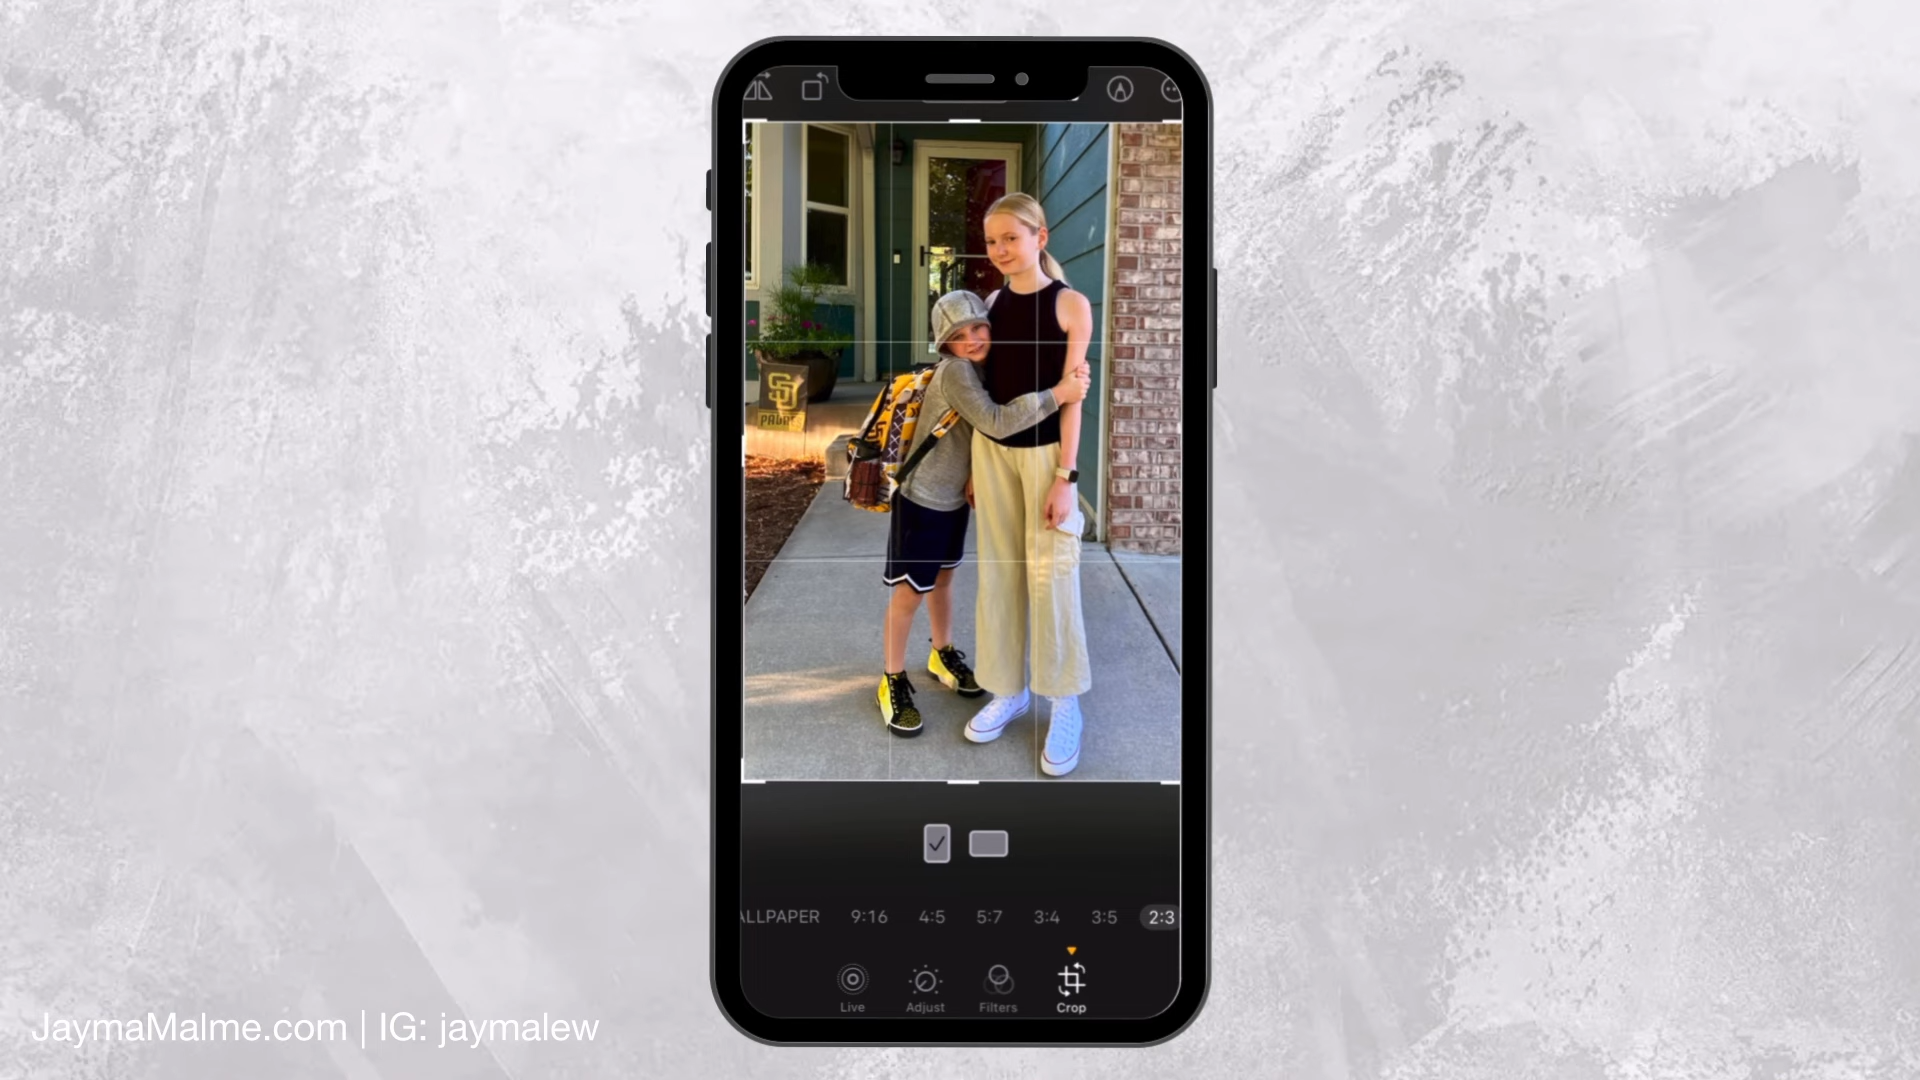 SD
PADRES
ALLPAPER 9:16 4:5 5:7 3:4 3:5 2:3
Live Adjust Filters Crop
JaymaMalme.com | IG: jaymalew